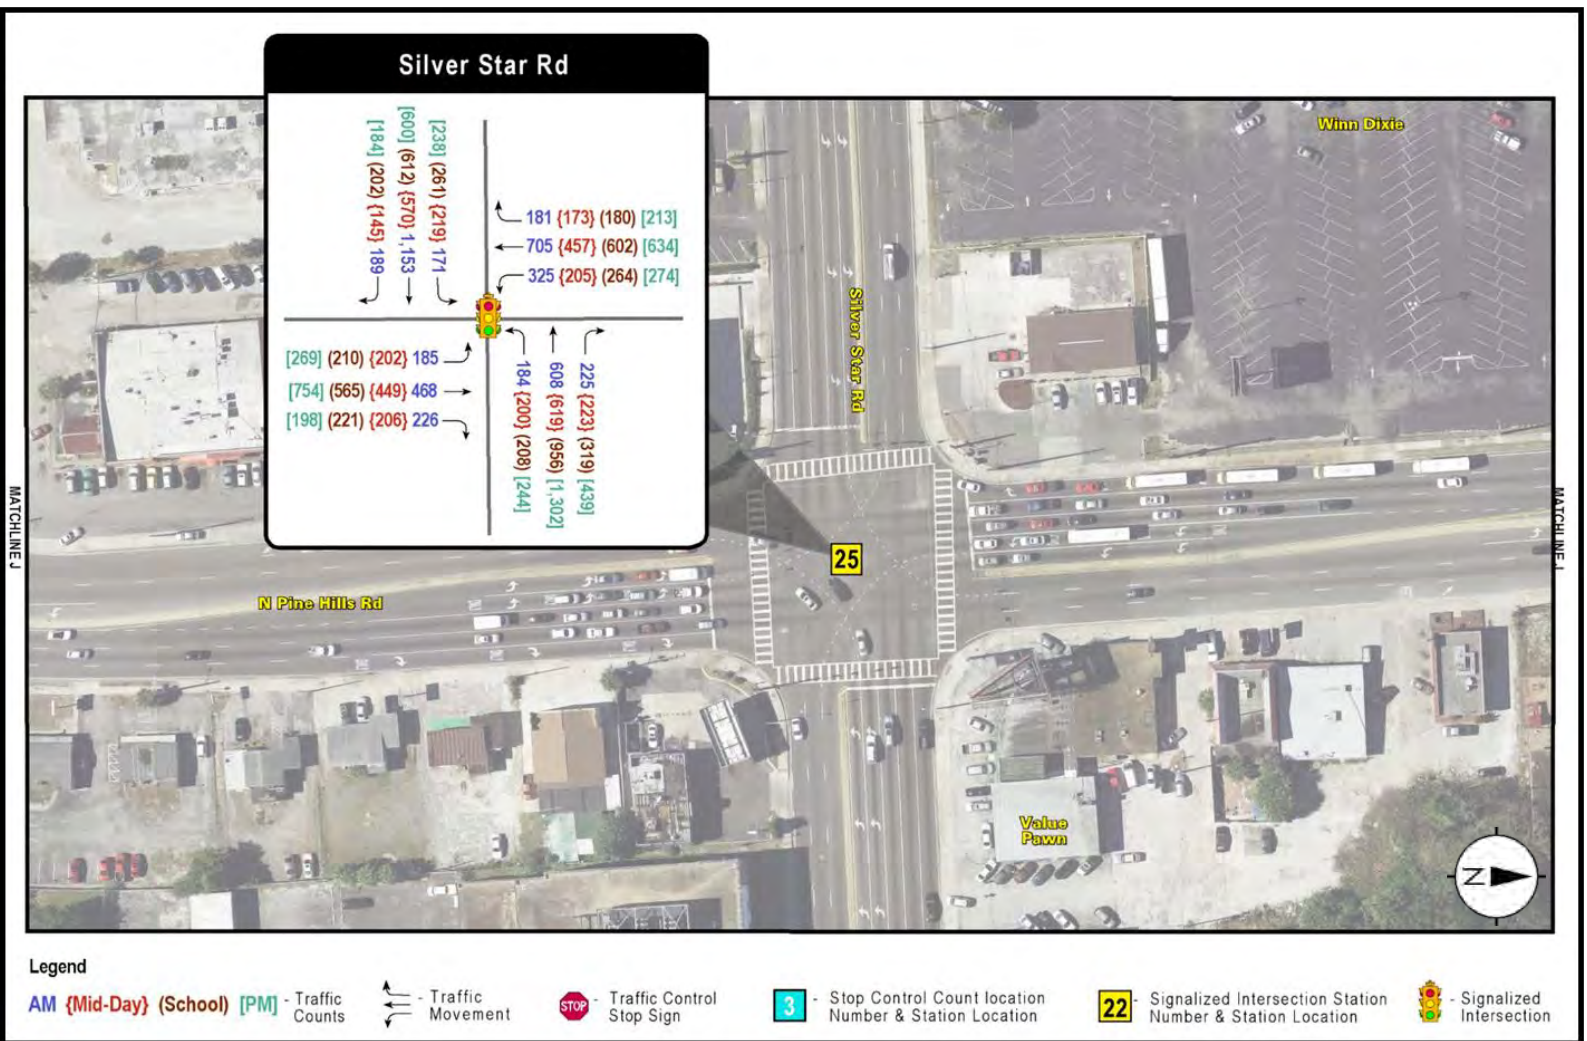 Silver Star Rd
[184] (202) {145} 189
[600] (612) {570} 1,153
[238] (261) {219} 171
181 {173} (180) [213]
705 {457} (602) [634]
325 {205} (264) [274]
[269] (210) {202} 185
[754] (565) {449} 468
[198] (221) {206} 226
184 {200} (208) [244]
608 {619} (956) [1,302]
225 {223} (319) [439]
Winn Dixie
Silver Star Rd
MATCHLINE J
MATCHLINE I
25
N Pine Hills Rd
Value
Pawn
N
Legend
AM {Mid-Day} (School) [PM] - Traffic
Counts
- Traffic
Movement
STOP
- Traffic Control
Stop Sign
3
- Stop Control Count location
Number & Station Location
22
- Signalized Intersection Station
Number & Station Location
- Signalized
Intersection